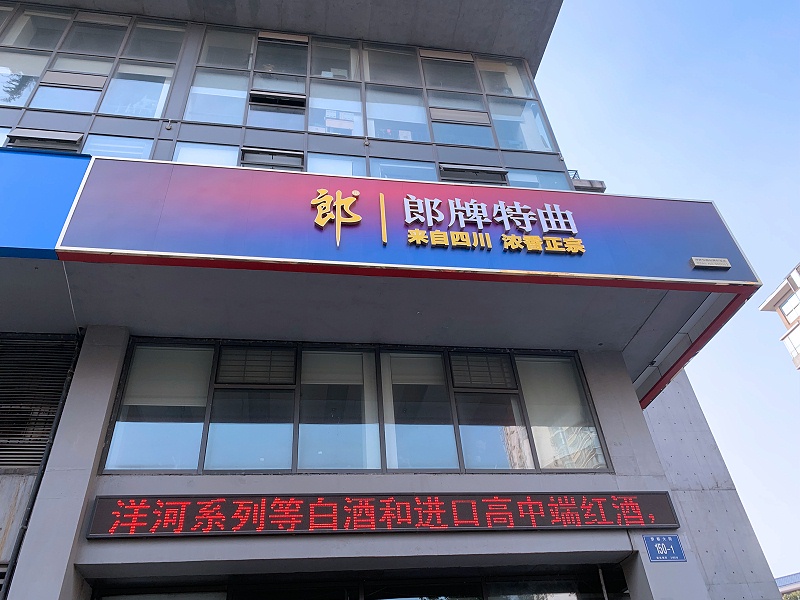 郎 郎牌特曲
来自四川 浓香正宗
洋河系列等白酒和进口高中端红酒,
150-1